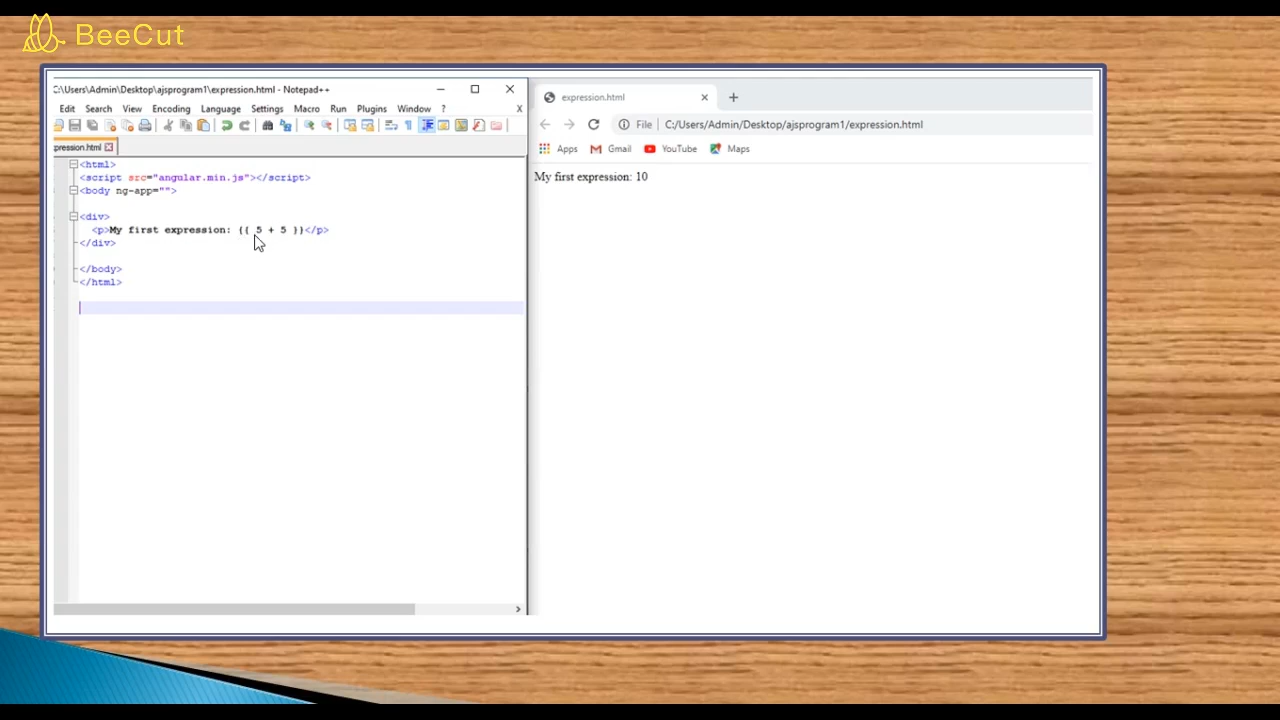 BeeCut
C:\Users\Admin\Desktop\ajsprogram1\expression.html - Notepad++
Edit Search View Encoding Language Settings Macro Run Plugins Window ? X
pression.html
<html>
<script src="angular.min.js"></script>
<body ng-app="">
<div>
<p>My first expression: {{ 5 + 5 }}</p>
</div>
</body>
</html>
expression.html
File C:/Users/Admin/Desktop/ajsprogram1/expression.html
Apps Gmail YouTube Maps
My first expression: 10